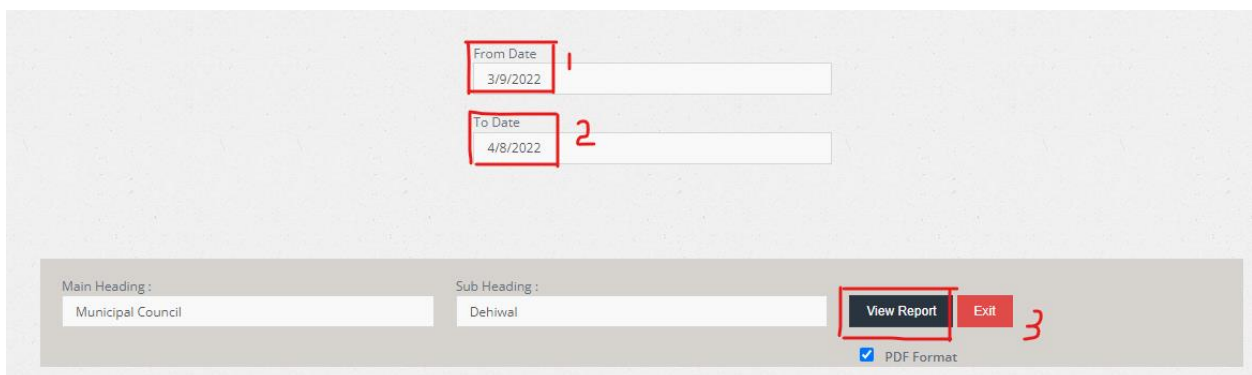 From Date
1
3/9/2022
To Date
2
4/8/2022
Main Heading :
Sub Heading :
Municipal Council
Dehiwal
View Report
Exit
3
PDF Format